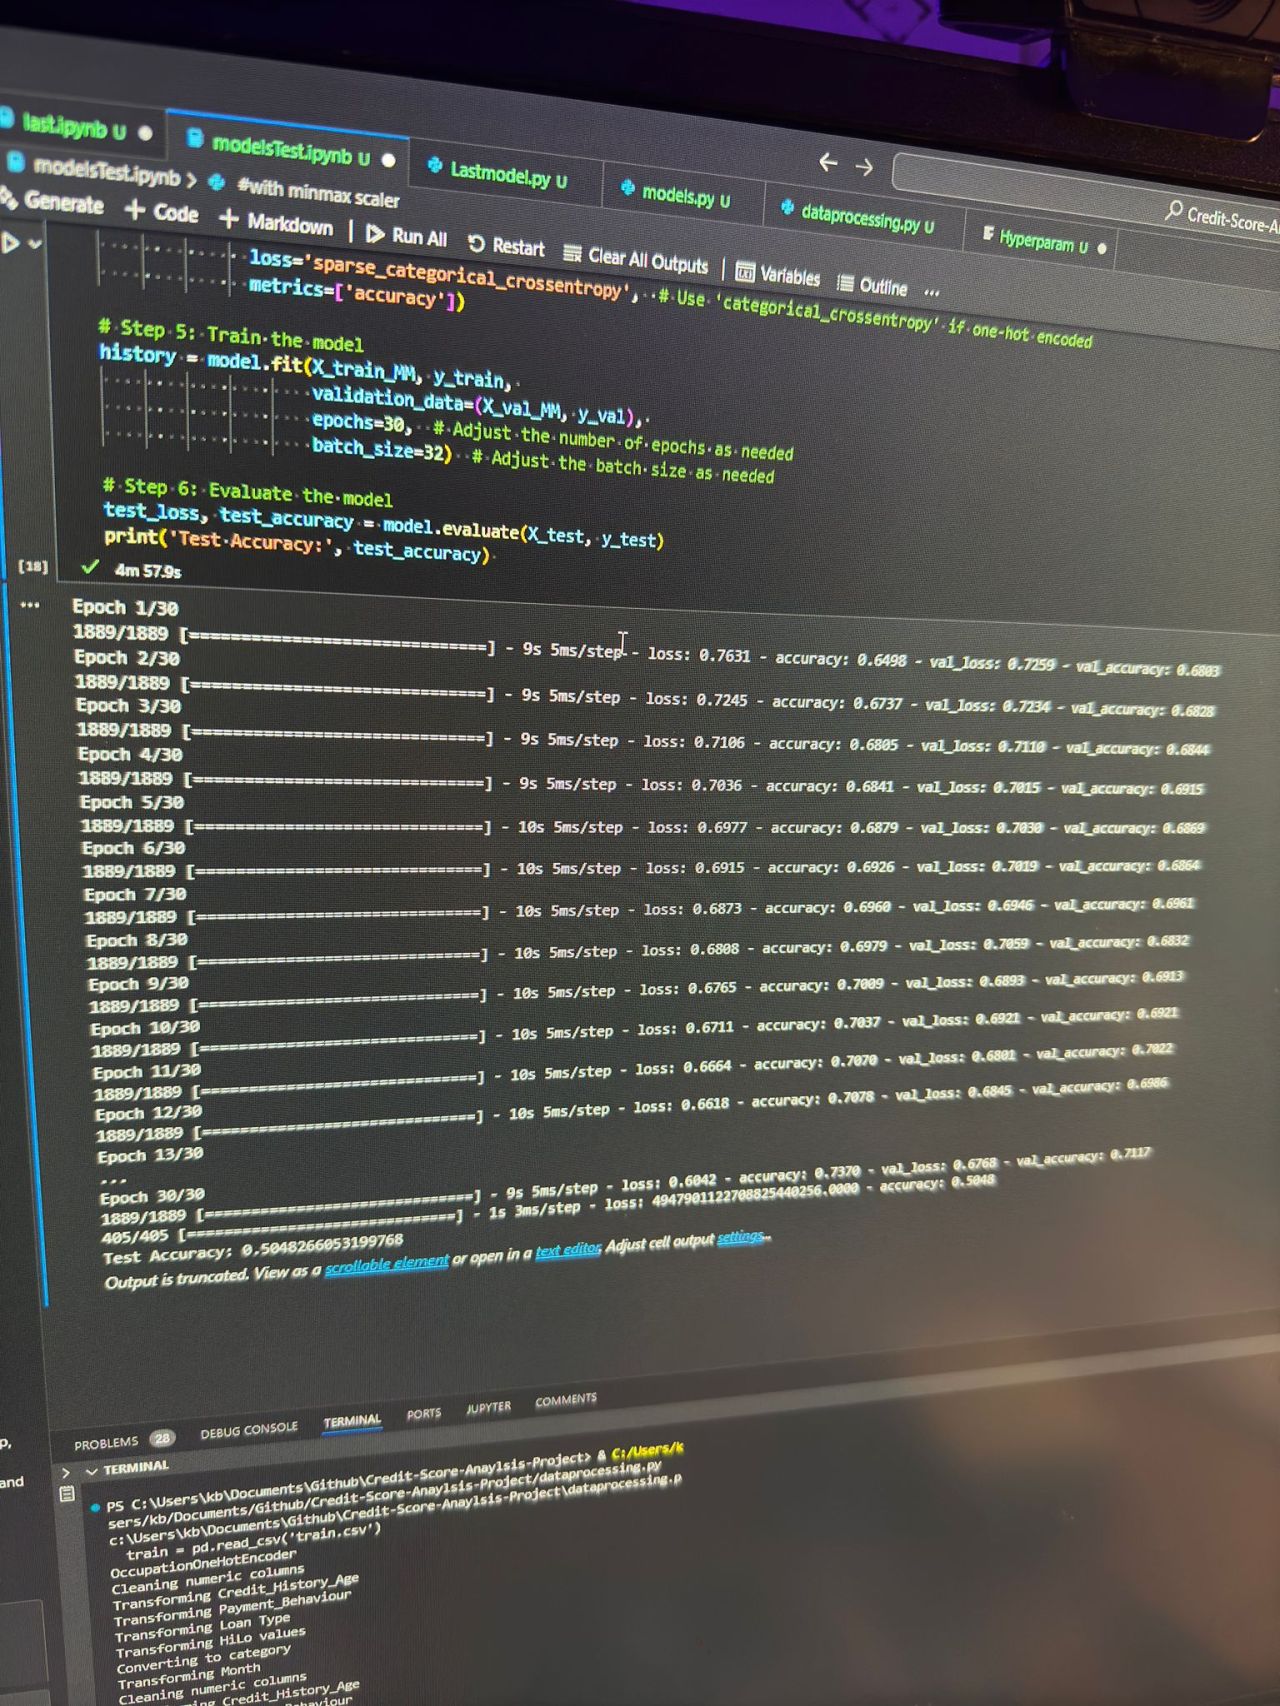 last.ipynb U
modelsTest.ipynb U
Lastmodel.py U
models.py U
dataprocessing.py U
Hyperparam U
Credit-Score-A
modelsTest.ipynb > #with minmax scaler
Generate + Code + Markdown | Run All Restart Clear All Outputs | Variables Outline ...
loss='sparse_categorical_crossentropy', # Use 'categorical_crossentropy' if one-hot encoded
metrics=['accuracy'])
# Step 5: Train the model
history = model.fit(X_train_MM, y_train,
validation_data=(X_val_MM, y_val),
epochs=30, # Adjust the number of epochs as needed
batch_size=32) # Adjust the batch size as needed
# Step 6: Evaluate the model
test_loss, test_accuracy = model.evaluate(X_test, y_test)
print('Test Accuracy:', test_accuracy)
[18]
4m 57.9s
...
Epoch 1/30
1889/1889 [==============================] - 9s 5ms/step - loss: 0.7631 - accuracy: 0.6498 - val_loss: 0.7259 - val_accuracy: 0.6803
Epoch 2/30
1889/1889 [==============================] - 9s 5ms/step - loss: 0.7245 - accuracy: 0.6737 - val_loss: 0.7234 - val_accuracy: 0.6828
Epoch 3/30
1889/1889 [==============================] - 9s 5ms/step - loss: 0.7106 - accuracy: 0.6805 - val_loss: 0.7110 - val_accuracy: 0.6844
Epoch 4/30
1889/1889 [==============================] - 9s 5ms/step - loss: 0.7036 - accuracy: 0.6841 - val_loss: 0.7015 - val_accuracy: 0.6915
Epoch 5/30
1889/1889 [==============================] - 10s 5ms/step - loss: 0.6977 - accuracy: 0.6879 - val_loss: 0.7030 - val_accuracy: 0.6869
Epoch 6/30
1889/1889 [==============================] - 10s 5ms/step - loss: 0.6915 - accuracy: 0.6926 - val_loss: 0.7019 - val_accuracy: 0.6864
Epoch 7/30
1889/1889 [==============================] - 10s 5ms/step - loss: 0.6873 - accuracy: 0.6960 - val_loss: 0.6946 - val_accuracy: 0.6961
Epoch 8/30
1889/1889 [==============================] - 10s 5ms/step - loss: 0.6808 - accuracy: 0.6979 - val_loss: 0.7059 - val_accuracy: 0.6832
Epoch 9/30
1889/1889 [==============================] - 10s 5ms/step - loss: 0.6765 - accuracy: 0.7009 - val_loss: 0.6893 - val_accuracy: 0.6913
Epoch 10/30
1889/1889 [==============================] - 10s 5ms/step - loss: 0.6711 - accuracy: 0.7037 - val_loss: 0.6921 - val_accuracy: 0.6921
Epoch 11/30
1889/1889 [==============================] - 10s 5ms/step - loss: 0.6664 - accuracy: 0.7070 - val_loss: 0.6801 - val_accuracy: 0.7022
Epoch 12/30
1889/1889 [==============================] - 10s 5ms/step - loss: 0.6618 - accuracy: 0.7078 - val_loss: 0.6845 - val_accuracy: 0.6986
Epoch 13/30
...
Epoch 30/30
1889/1889 [==============================] - 9s 5ms/step - loss: 0.6042 - accuracy: 0.7370 - val_loss: 0.6768 - val_accuracy: 0.7117
405/405 [==============================] - 1s 3ms/step - loss: 4947901122708825440256.0000 - accuracy: 0.5048
Test Accuracy: 0.5048266053199768
Output is truncated. View as a scrollable element or open in a text editor. Adjust cell output settings...
p,
and
PROBLEMS 28 DEBUG CONSOLE TERMINAL PORTS JUPYTER COMMENTS
TERMINAL
PS C:\Users\kb\Documents\Github\Credit-Score-Anaylsis-Project> & C:/Users/k
sers/kb/Documents/Github/Credit-Score-Anaylsis-Project/dataprocessing.py
c:\Users\kb\Documents\Github\Credit-Score-Anaylsis-Project\dataprocessing.p
train = pd.read_csv('train.csv')
OccupationOneHotEncoder
Cleaning numeric columns
Transforming Credit_History_Age
Transforming Payment_Behaviour
Transforming Loan Type
Transforming HiLo values
Converting to category
Transforming Month
Cleaning numeric columns
ming Credit_History_Age
ehaviour